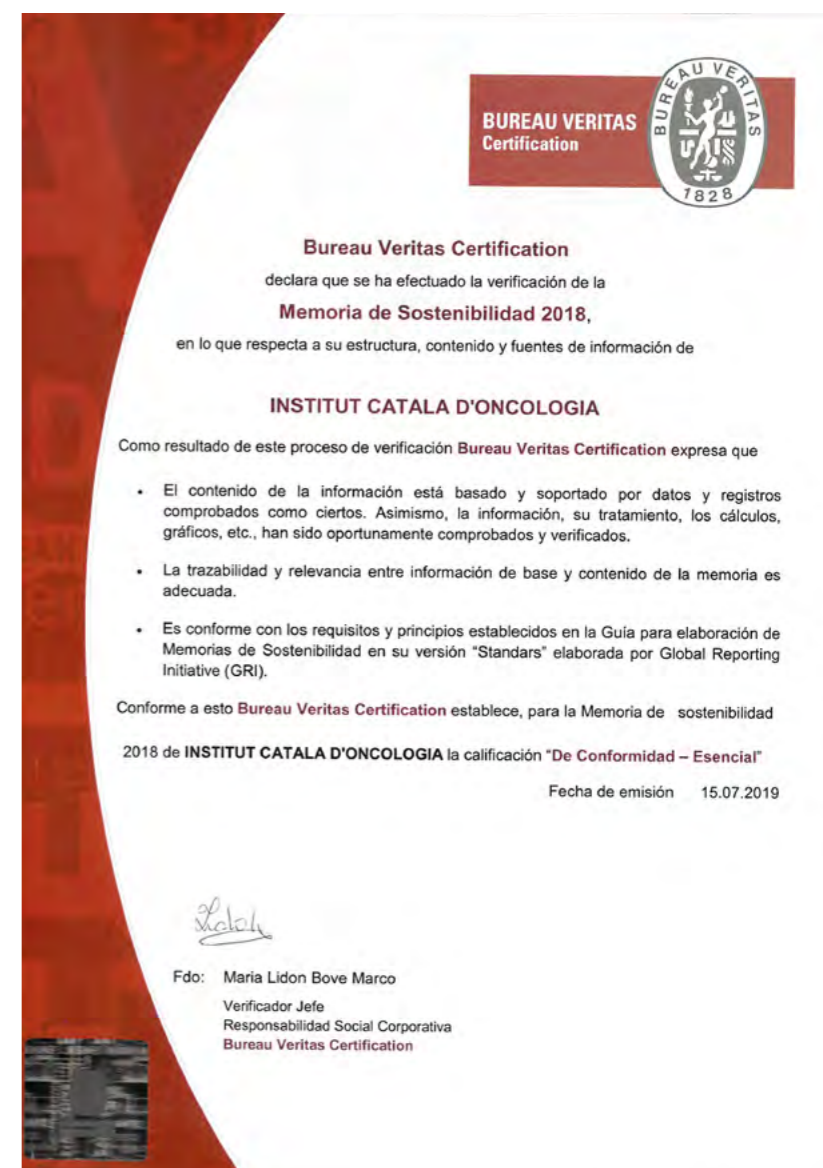 BUREAU VERITAS
Certification
BUREAU VERITAS
1828
Bureau Veritas Certification
declara que se ha efectuado la verificación de la
Memoria de Sostenibilidad 2018,
en lo que respecta a su estructura, contenido y fuentes de información de
INSTITUT CATALA D'ONCOLOGIA
Como resultado de este proceso de verificación Bureau Veritas Certification expresa que
• El contenido de la información está basado y soportado por datos y registros
comprobados como ciertos. Asimismo, la información, su tratamiento, los cálculos,
gráficos, etc., han sido oportunamente comprobados y verificados.
• La trazabilidad y relevancia entre información de base y contenido de la memoria es
adecuada.
• Es conforme con los requisitos y principios establecidos en la Guía para elaboración de
Memorias de Sostenibilidad en su versión "Standars" elaborada por Global Reporting
Initiative (GRI).
Conforme a esto Bureau Veritas Certification establece, para la Memoria de sostenibilidad
2018 de INSTITUT CATALA D'ONCOLOGIA la calificación "De Conformidad – Esencial"
Fecha de emisión 15.07.2019
Fdo: Maria Lidon Bove Marco
Verificador Jefe
Responsabilidad Social Corporativa
Bureau Veritas Certification